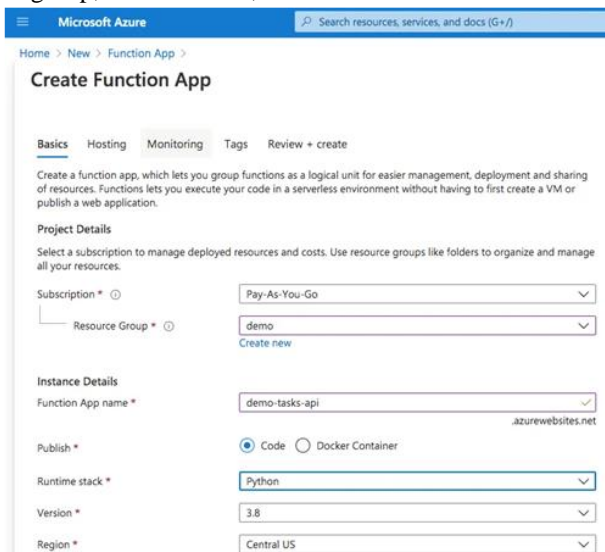 Microsoft Azure
Search resources, services, and docs (G+/)
Home > New > Function App >
Create Function App
Basics Hosting Monitoring Tags Review + create
Create a function app, which lets you group functions as a logical unit for easier management, deployment and sharing
of resources. Functions lets you execute your code in a serverless environment without having to first create a VM or
publish a web application.
Project Details
Select a subscription to manage deployed resources and costs. Use resource groups like folders to organize and manage
all your resources.
Subscription * Pay-As-You-Go
Resource Group * demo
Create new
Instance Details
Function App name * demo-tasks-api
.azurewebsites.net
Publish * Code Docker Container
Runtime stack * Python
Version * 3.8
Region * Central US